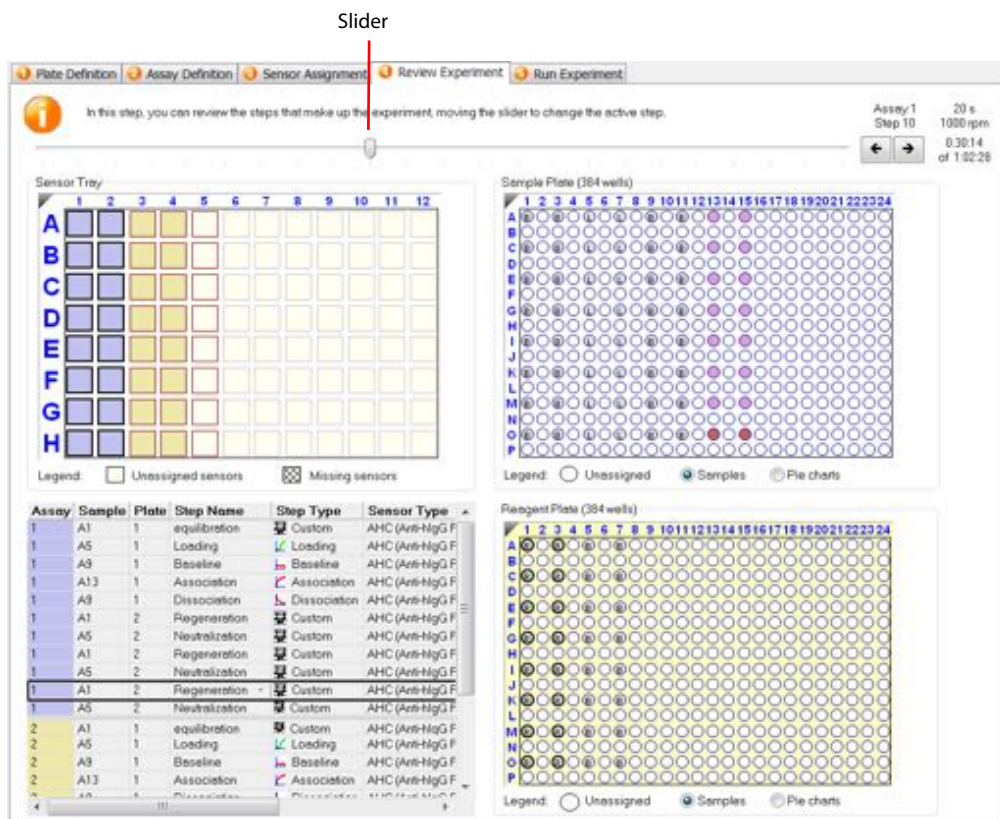 Slider
Plate Definition Assay Definition Sensor Assignment Review Experiment Run Experiment
In this step, you can review the steps that make up the experiment, moving the slider to change the active step.
Assay 1 20 s
Step 10 1000 rpm
0:30:14
of 1:02:28
Sensor Tray
1 2 3 4 5 6 7 8 9 10 11 12
A
B
C
D
E
F
G
H
Legend: Unassigned sensors Missing sensors
Sample Plate (384 wells)
1 2 3 4 5 6 7 8 9 10 11 12 13 14 15 16 17 18 19 20 21 22 23 24
A
B
C
D
E
F
G
H
I
J
K
L
M
N
O
P
Legend: Unassigned Samples Pie charts
Assay Sample Plate Step Name Step Type Sensor Type
1 A1 1 equilibration Custom AHC (Anti-hIgG F
1 A5 1 Loading Loading AHC (Anti-hIgG F
1 A9 1 Baseline Baseline AHC (Anti-hIgG F
1 A13 1 Association Association AHC (Anti-hIgG F
1 A9 1 Dissociation Dissociation AHC (Anti-hIgG F
1 A1 2 Regeneration Custom AHC (Anti-hIgG F
1 A5 2 Neutralization Custom AHC (Anti-hIgG F
1 A1 2 Regeneration Custom AHC (Anti-hIgG F
1 A5 2 Neutralization Custom AHC (Anti-hIgG F
1 A1 2 Regeneration Custom AHC (Anti-hIgG F
1 A5 2 Neutralization Custom AHC (Anti-hIgG F
2 A1 1 equilibration Custom AHC (Anti-hIgG F
2 A5 1 Loading Loading AHC (Anti-hIgG F
2 A9 1 Baseline Baseline AHC (Anti-hIgG F
2 A13 1 Association Association AHC (Anti-hIgG F
Reagent Plate (384 wells)
1 2 3 4 5 6 7 8 9 10 11 12 13 14 15 16 17 18 19 20 21 22 23 24
A
B
C
D
E
F
G
H
I
J
K
L
M
N
O
P
Legend: Unassigned Samples Pie charts